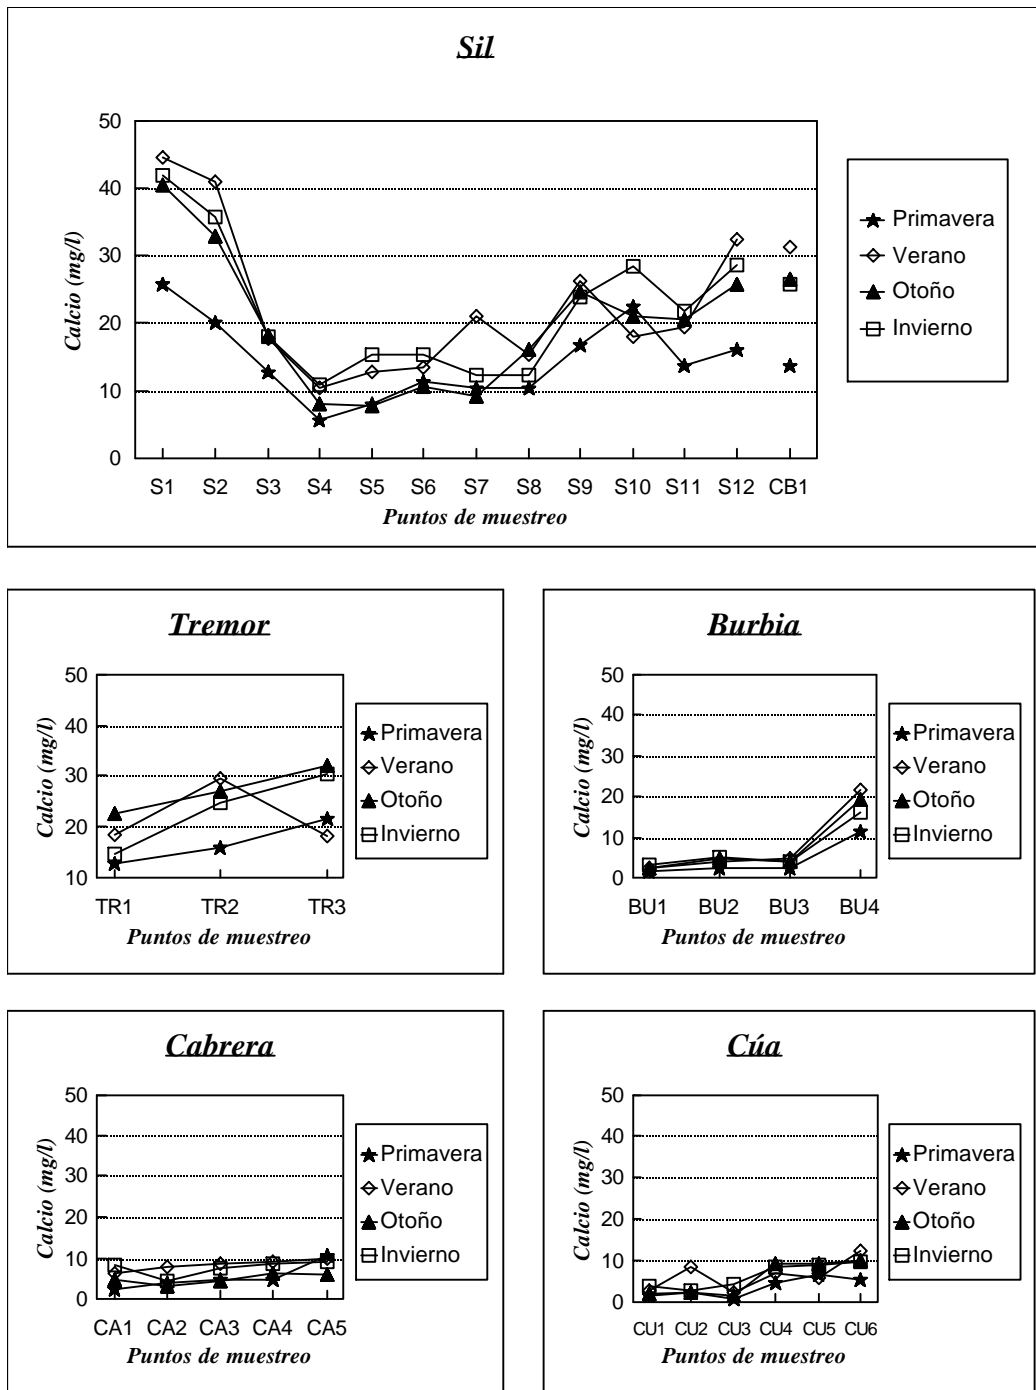 Sil
50
40
30
20
10
0
Calcio (mg/l)
S1 S2 S3 S4 S5 S6 S7 S8 S9 S10 S11 S12 CB1
Puntos de muestreo
Primavera
Verano
Otoño
Invierno
Tremor
50
40
30
20
10
Calcio (mg/l)
TR1 TR2 TR3
Puntos de muestreo
Primavera
Verano
Otoño
Invierno
Burbia
50
40
30
20
10
0
Calcio (mg/l)
BU1 BU2 BU3 BU4
Puntos de muestreo
Primavera
Verano
Otoño
Invierno
Cabrera
50
40
30
20
10
0
Calcio (mg/l)
CA1 CA2 CA3 CA4 CA5
Puntos de muestreo
Primavera
Verano
Otoño
Invierno
Cúa
50
40
30
20
10
0
Calcio (mg/l)
CU1 CU2 CU3 CU4 CU5 CU6
Puntos de muestreo
Primavera
Verano
Otoño
Invierno